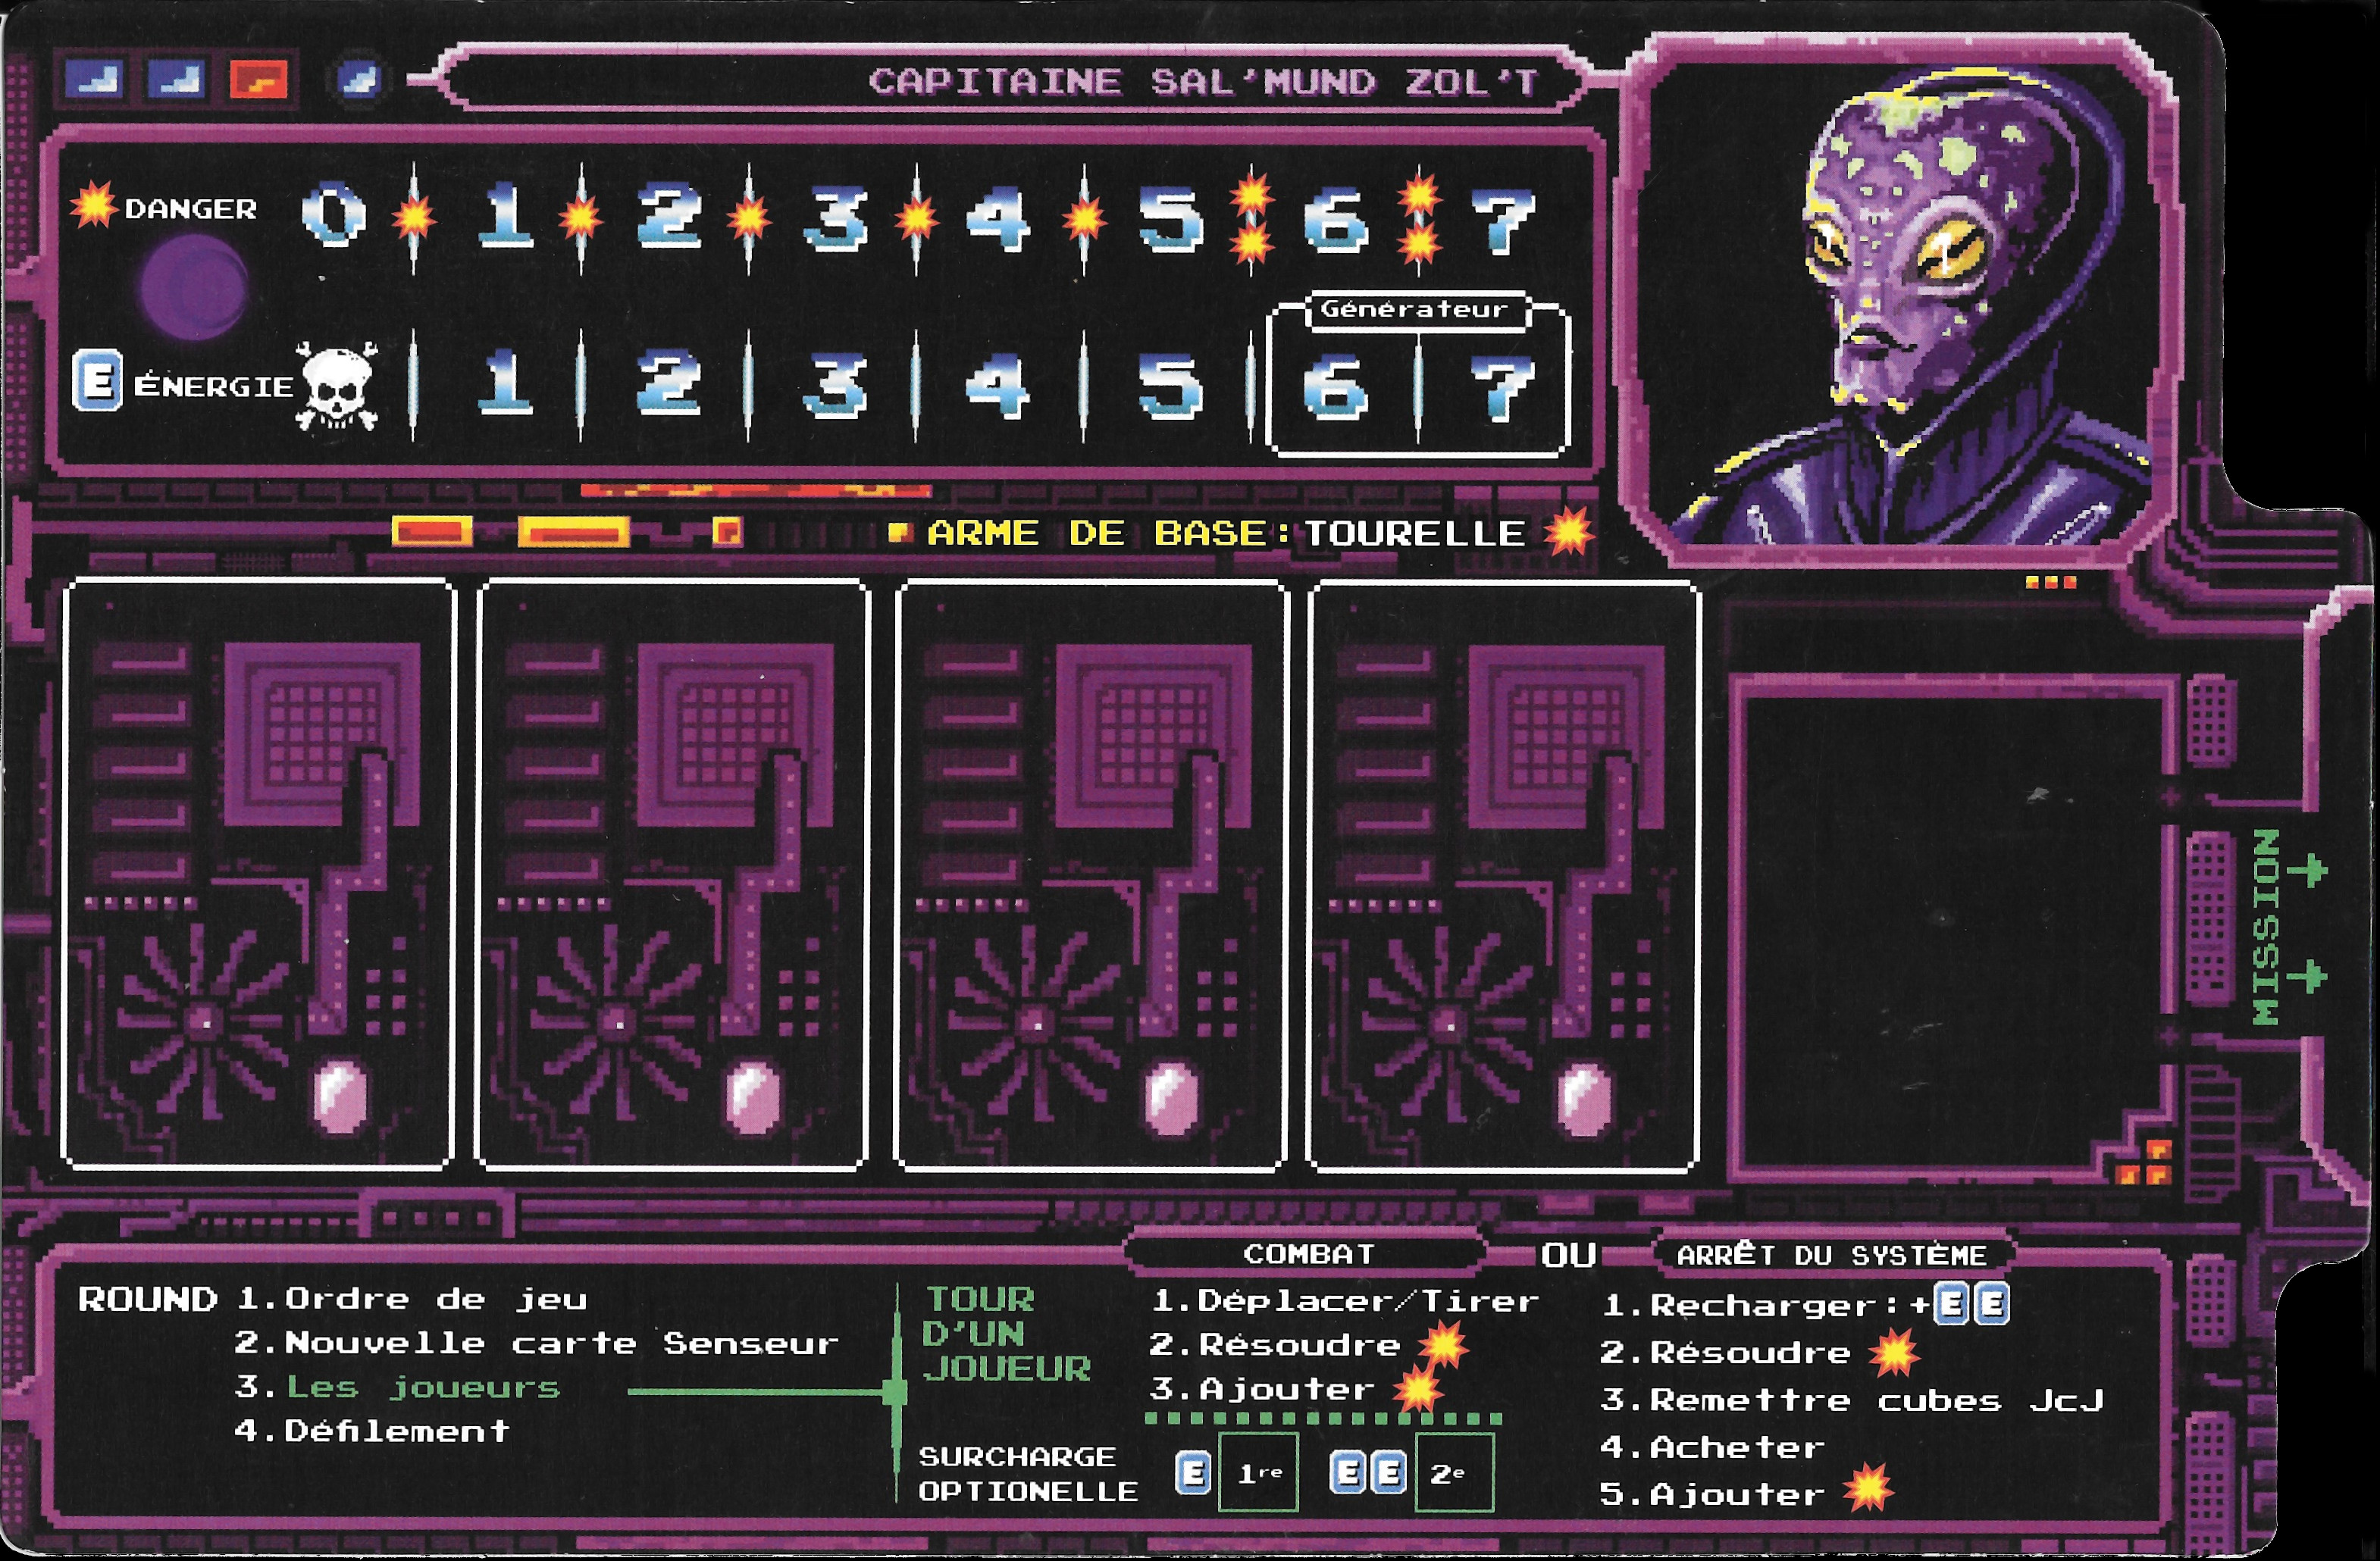 CAPITAINE SAL'MUND ZOL'T
DANGER 0 1 2 3 4 5 6 7
Générateur
E ÉNERGIE 1 2 3 4 5 6 7
ARME DE BASE: TOURELLE
MISSION
COMBAT OU ARRÊT DU SYSTÈME
ROUND 1.Ordre de jeu
2.Nouvelle carte Senseur
3.Les joueurs
4.Défilement
TOUR
D'UN
JOUEUR
1.Déplacer/Tirer
2.Résoudre
3.Ajouter
SURCHARGE
OPTIONELLE
E 1re E E 2e
1.Recharger:+E E
2.Résoudre
3.Remettre cubes JcJ
4.Acheter
5.Ajouter